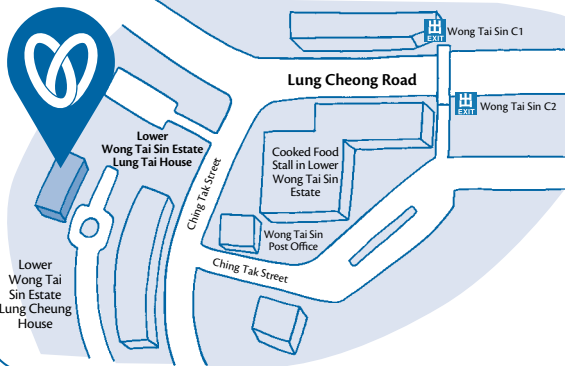 EXIT
Wong Tai Sin C1
Lung Cheong Road
EXIT
Wong Tai Sin C2
Lower
Wong Tai Sin Estate
Lung Tai House
Cooked Food
Stall in Lower
Wong Tai Sin
Estate
Ching Tak Street
Wong Tai Sin
Post Office
Ching Tak Street
Lower
Wong Tai
Sin Estate
Lung Cheung
House